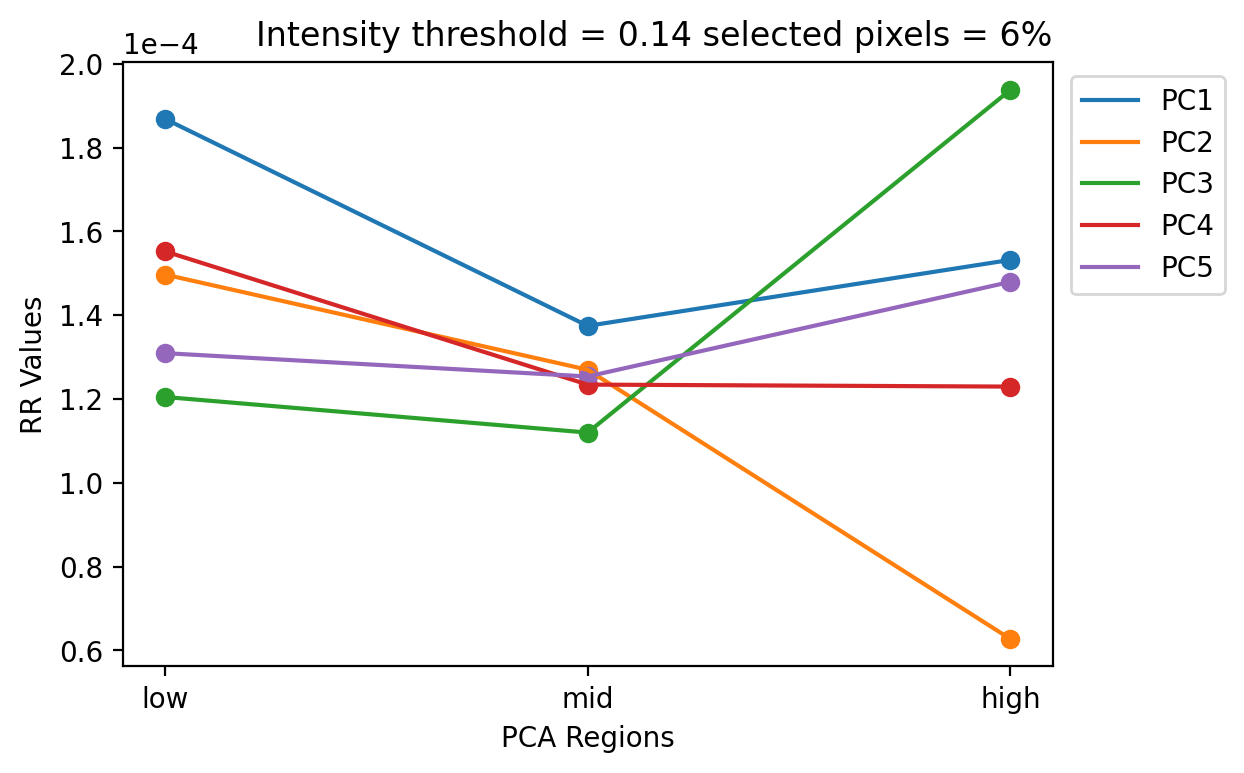 Intensity threshold = 0.14 selected pixels = 6%
1e−4
2.0
1.8
1.6
1.4
1.2
1.0
0.8
0.6
RR Values
low mid high
PCA Regions
PC1
PC2
PC3
PC4
PC5